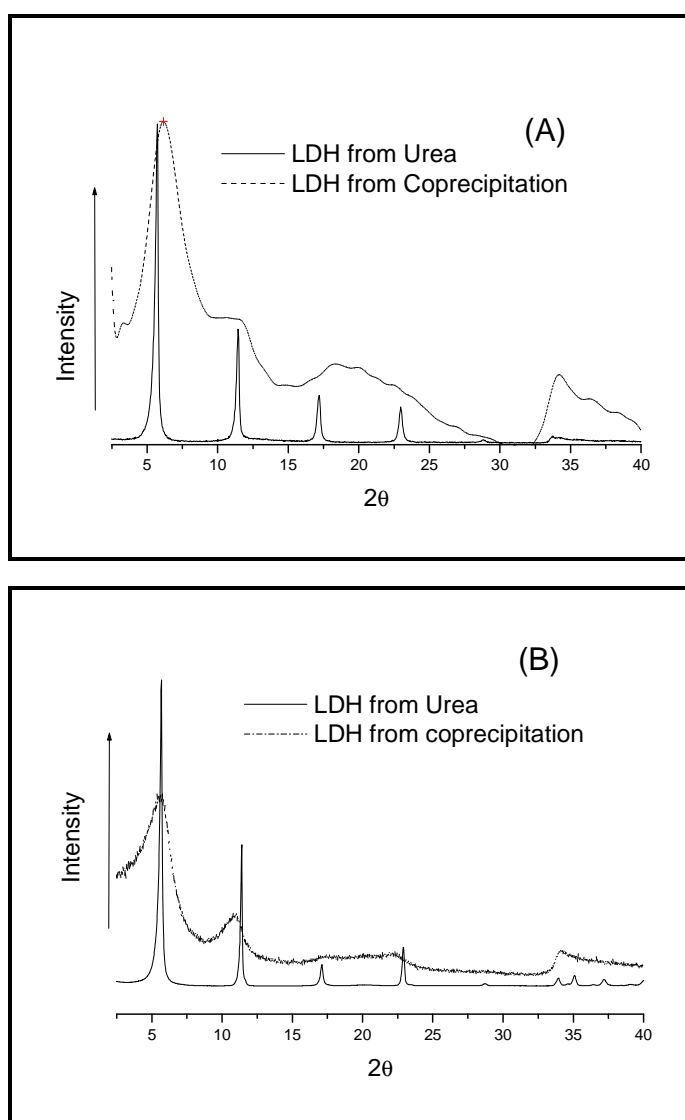 (A)
LDH from Urea
LDH from Coprecipitation
Intensity
5 10 15 20 25 30 35 40
2θ
(B)
LDH from Urea
LDH from coprecipitation
Intensity
5 10 15 20 25 30 35 40
2θ